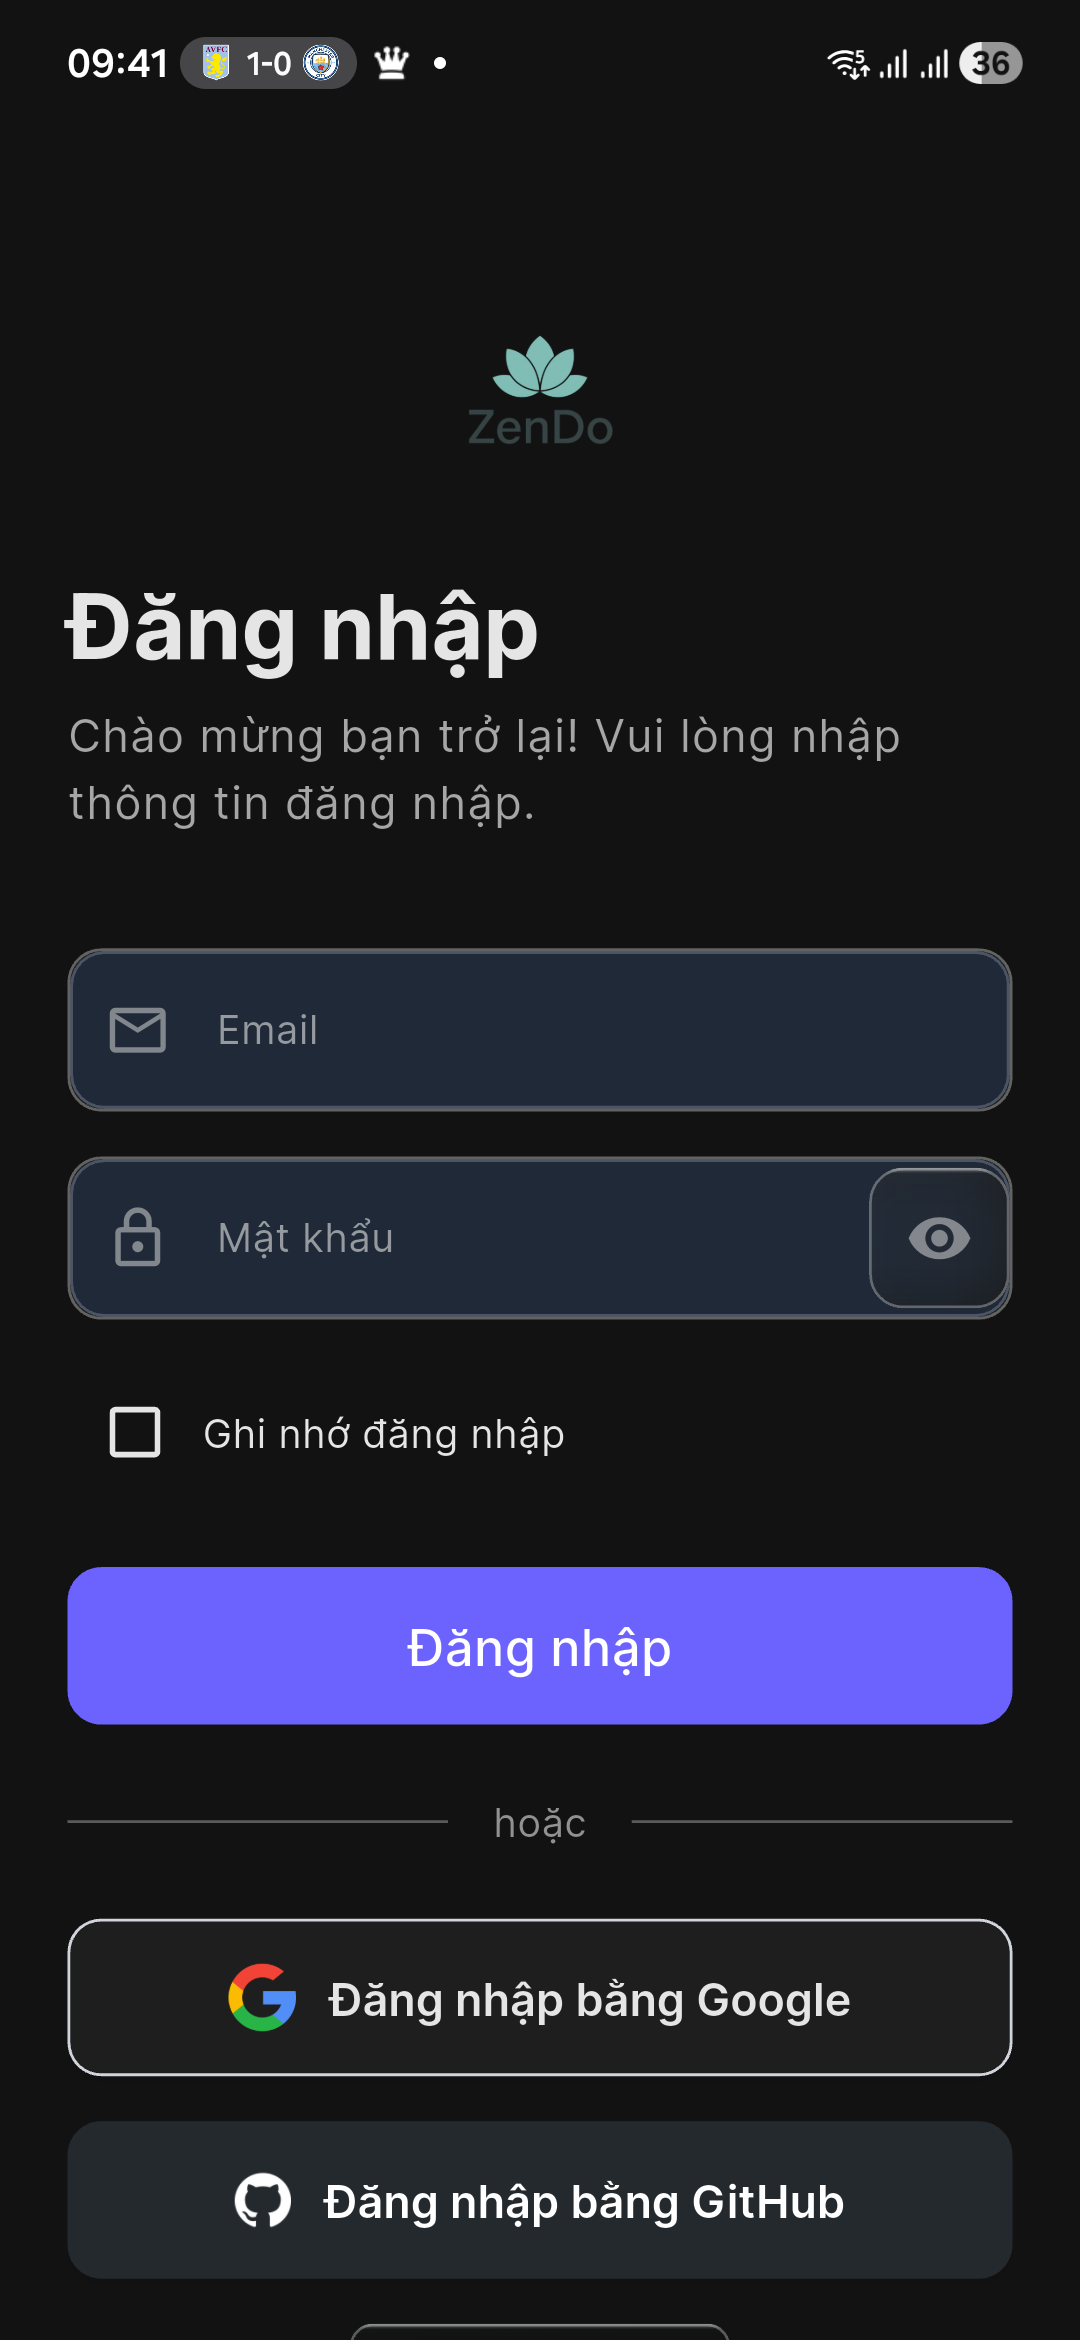 09:41 AVFC 1-0 5 36
ZenDo
Đăng nhập
Chào mừng bạn trở lại! Vui lòng nhập
thông tin đăng nhập.
Email
Mật khẩu
Ghi nhớ đăng nhập
Đăng nhập
hoặc
Đăng nhập bằng Google
Đăng nhập bằng GitHub